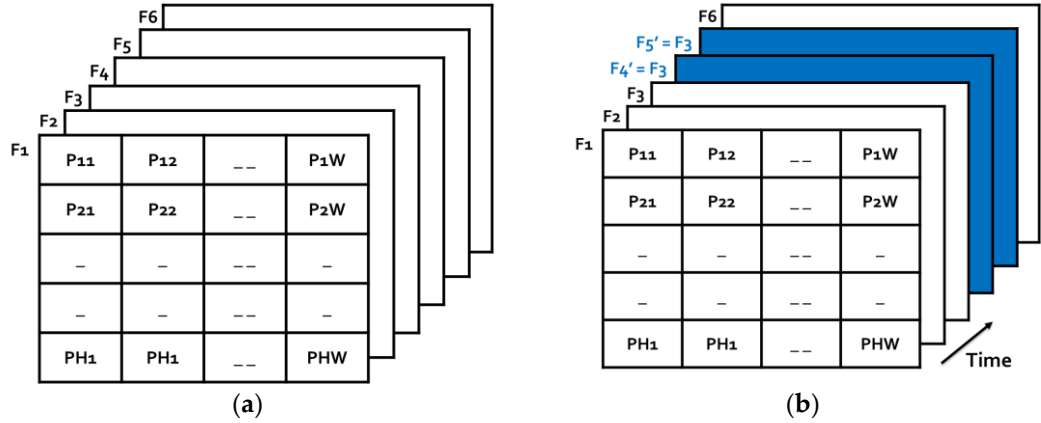 F6
F5
F4
F3
F2
F1
P11 P12 _ _ P1W
P21 P22 _ _ P2W
_ _ _ _ _
_ _ _ _ _
PH1 PH1 _ _ PHW
(a)
F6
F5' = F3
F4' = F3
F3
F2
F1
P11 P12 _ _ P1W
P21 P22 _ _ P2W
_ _ _ _ _
_ _ _ _ _
PH1 PH1 _ _ PHW
Time
(b)